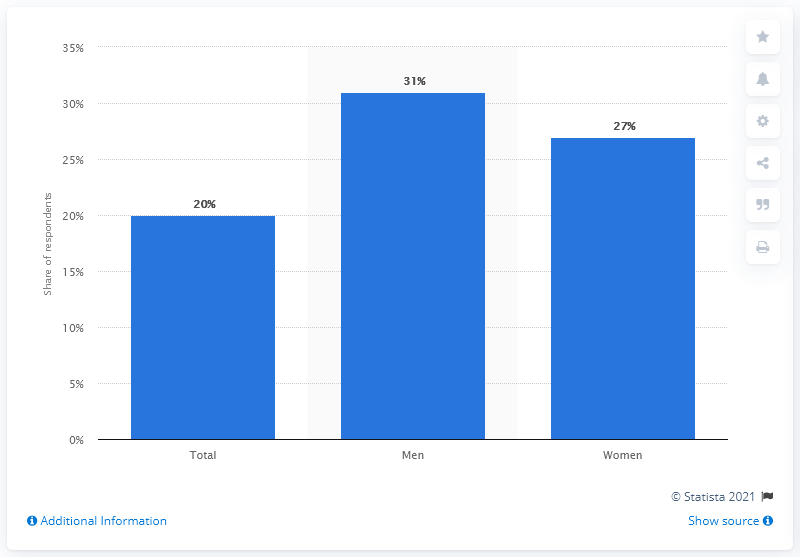 35%
31%
30%
27%
25%
20%
20%
15%
10%
5%
0%
Share of respondents
Total
Men
Women
© Statista 2021
Additional Information
Show source